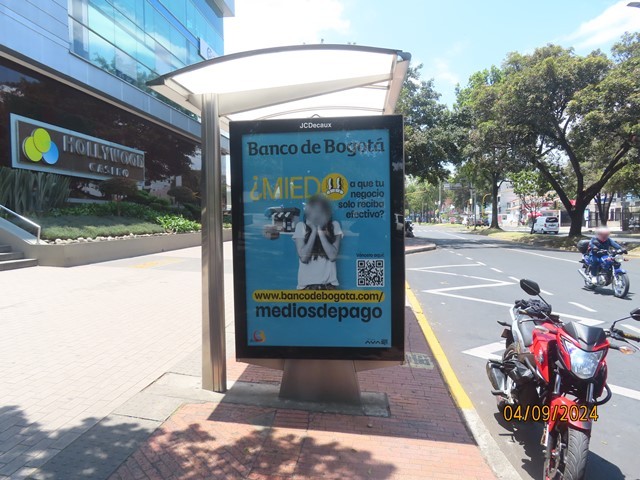 JCDecaux
Banco de Bogotá
¿MIEDO
a que tu
negocio
solo reciba
efectivo?
www.bancodebogota.com/
mediosdepago
HOLLYWOOD
CASINO
04/09/2024